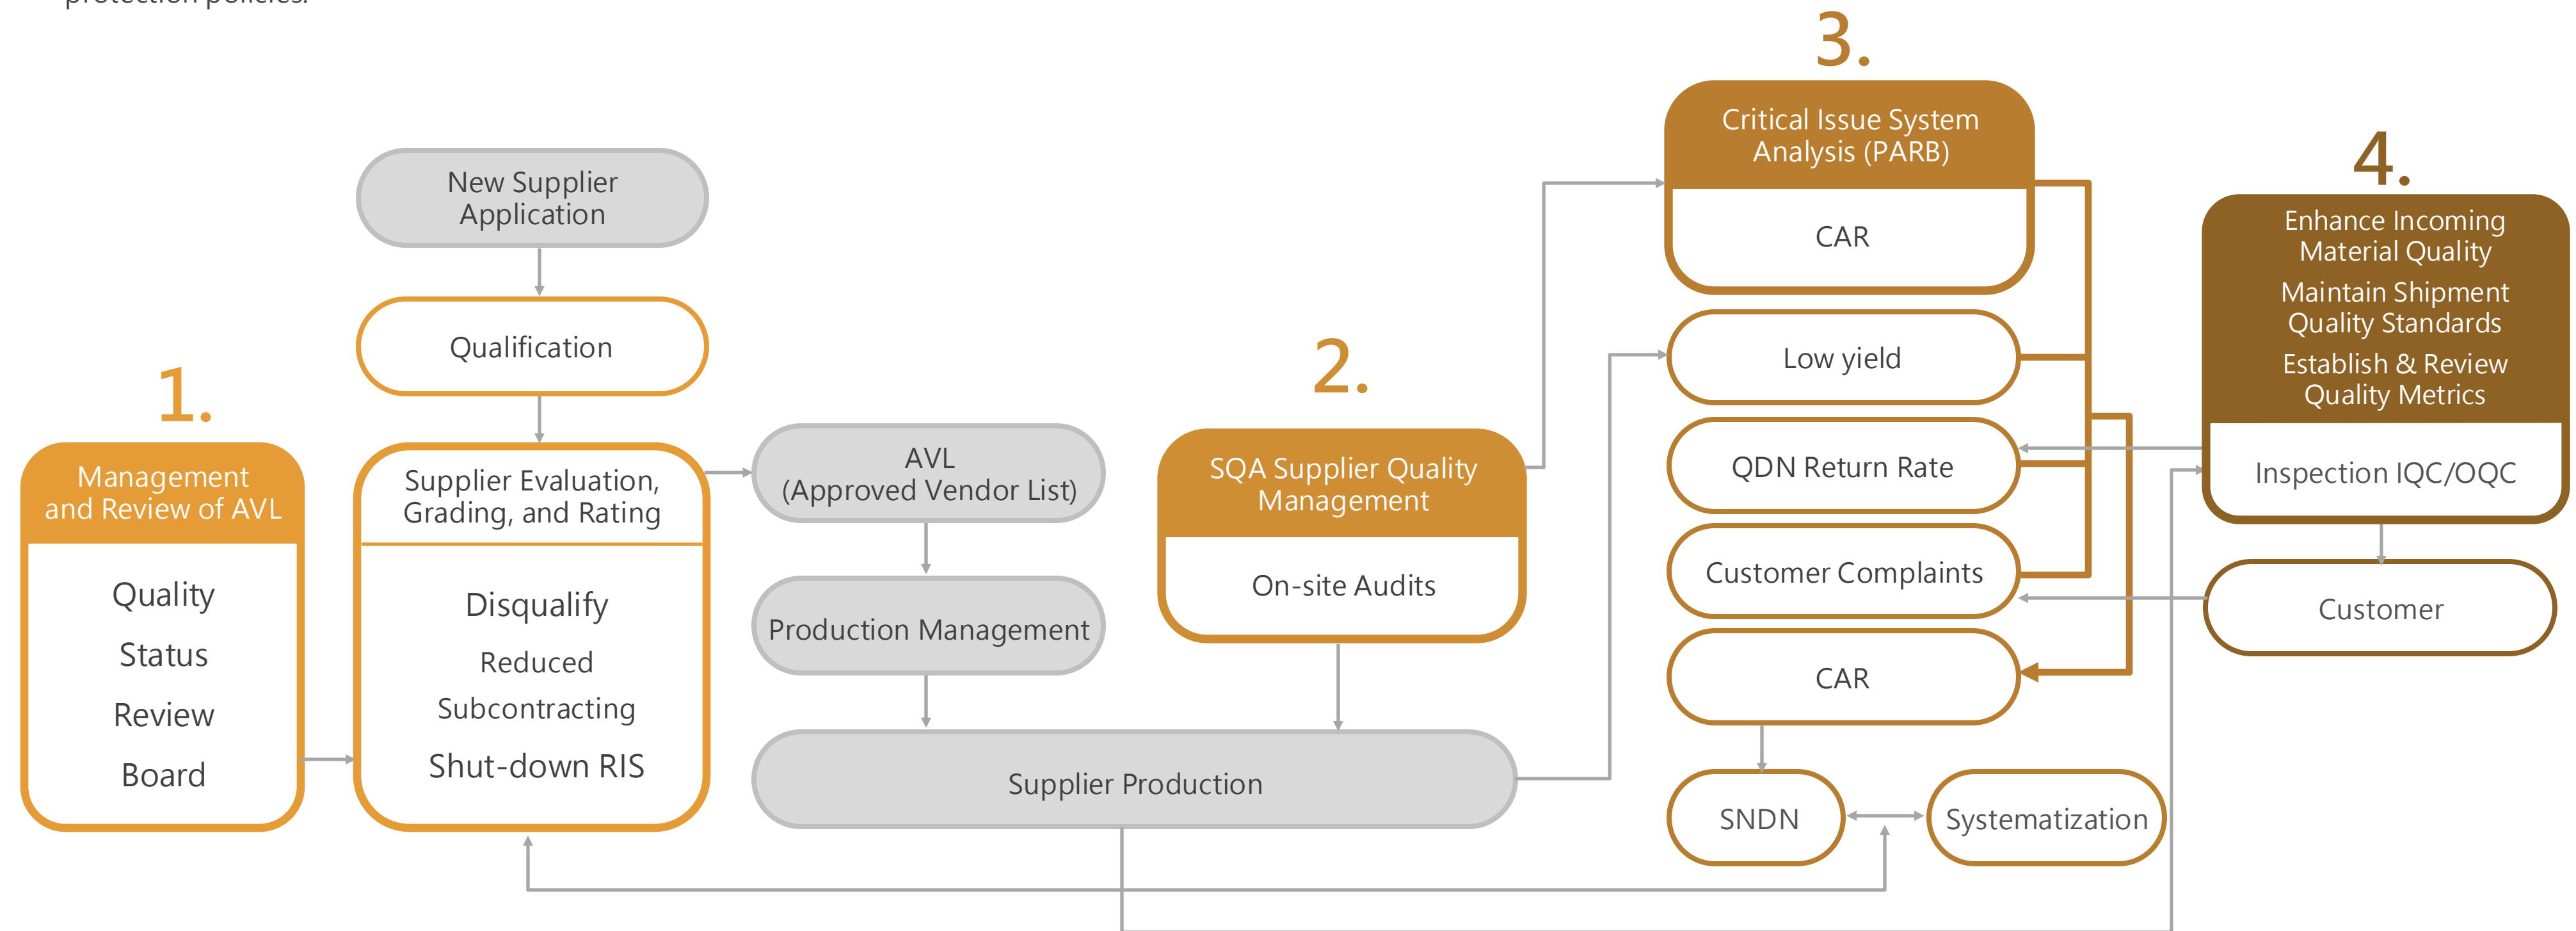 protection policies.
1.
Management
and Review of AVL
Quality
Status
Review
Board
New Supplier
Application
Qualification
Supplier Evaluation,
Grading, and Rating
Disqualify
Reduced
Subcontracting
Shut-down RIS
AVL
(Approved Vendor List)
Production Management
Supplier Production
2.
SQA Supplier Quality
Management
On-site Audits
3.
Critical Issue System
Analysis (PARB)
CAR
Low yield
QDN Return Rate
Customer Complaints
CAR
SNDN
Systematization
4.
Enhance Incoming
Material Quality
Maintain Shipment
Quality Standards
Establish & Review
Quality Metrics
Inspection IQC/OQC
Customer